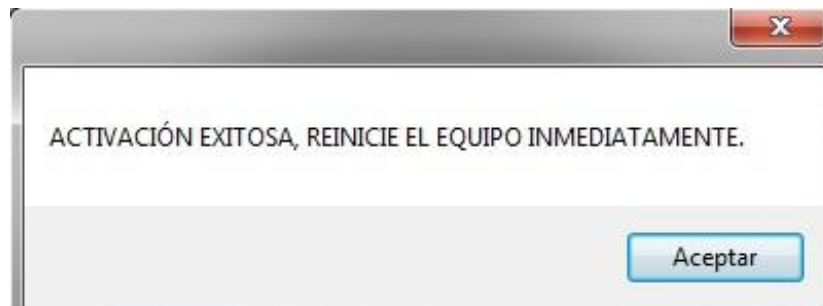 ACTIVACIÓN EXITOSA, REINICIE EL EQUIPO INMEDIATAMENTE.
Aceptar